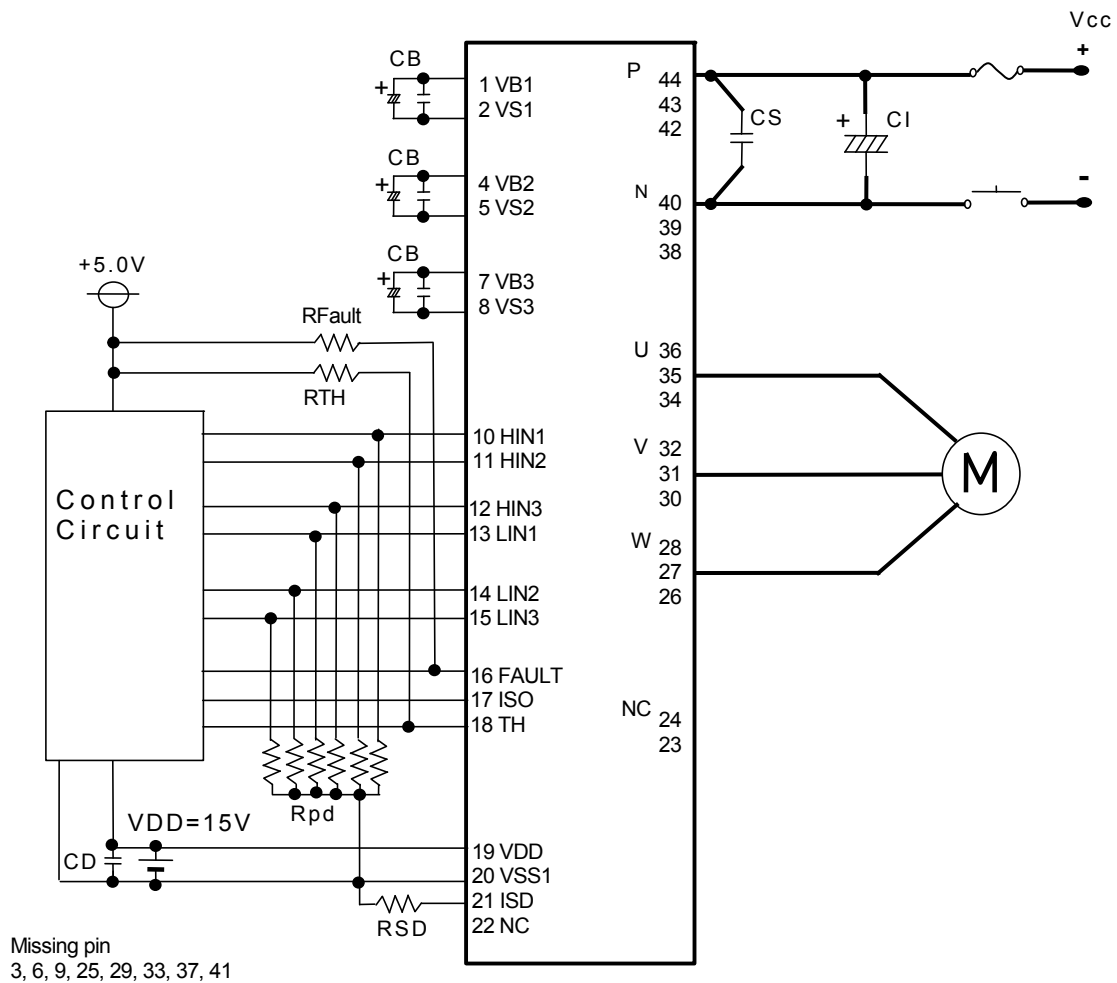 Vcc
+
CB
+
1 VB1
2 VS1
P
44
43
42
CS
+
CI
CB
+
4 VB2
5 VS2
N
40
39
38
-
CB
+
7 VB3
8 VS3
+5.0V
RFault
RTH
U 36
35
34
10 HIN1
11 HIN2
V 32
31
30
M
Control
Circuit
12 HIN3
13 LIN1
W 28
27
26
14 LIN2
15 LIN3
16 FAULT
17 ISO
18 TH
NC 24
23
Rpd
VDD=15V
CD
19 VDD
20 VSS1
21 ISD
22 NC
RSD
Missing pin
3, 6, 9, 25, 29, 33, 37, 41